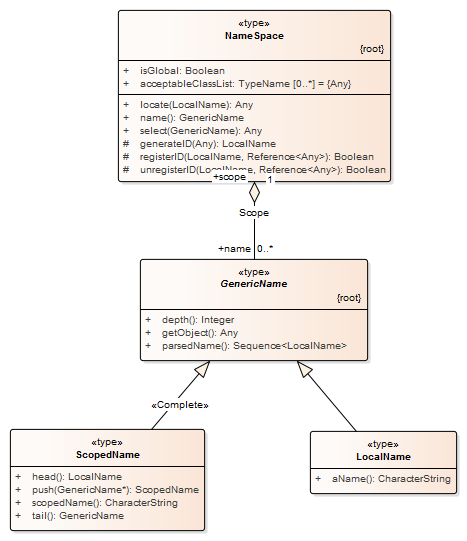 «type»
NameSpace
{root}
+ isGlobal: Boolean
+ acceptableClassList: TypeName [0..*] = {Any}
+ locate(LocalName): Any
+ name(): GenericName
+ select(GenericName): Any
# generateID(Any): LocalName
# registerID(LocalName, Reference<Any>): Boolean
# unregisterID(LocalName, Reference<Any>): Boolean
+scope 1
Scope
+name 0..*
«type»
GenericName
{root}
+ depth(): Integer
+ getObject(): Any
+ parsedName(): Sequence<LocalName>
«Complete»
«type»
ScopedName
+ head(): LocalName
+ push(GenericName*): ScopedName
+ scopedName(): CharacterString
+ tail(): GenericName
«type»
LocalName
+ aName(): CharacterString